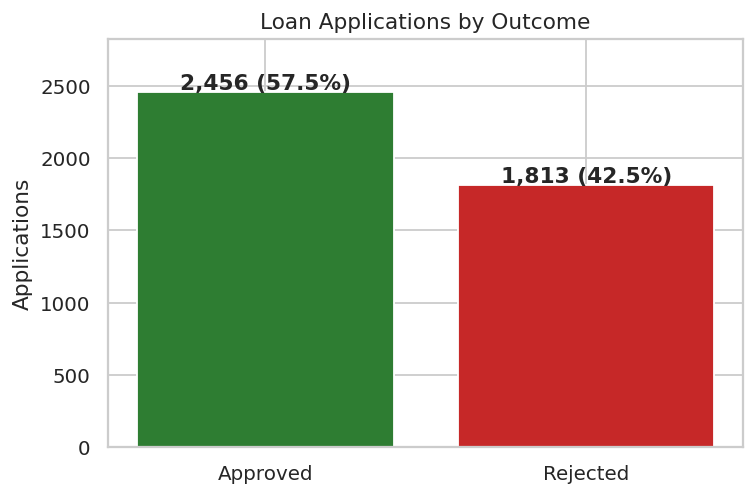 Loan Applications by Outcome
2,456 (57.5%)
1,813 (42.5%)
Applications
2500
2000
1500
1000
500
0
Approved
Rejected